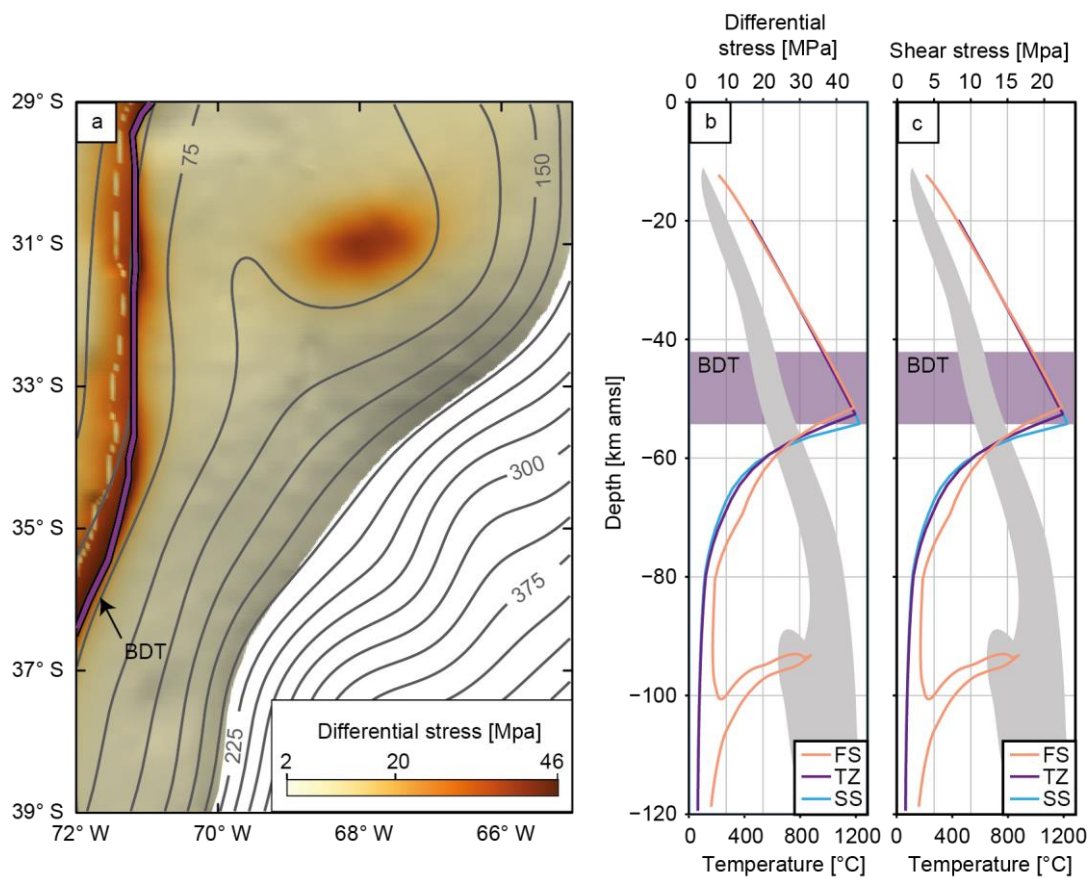 a
29° S
31° S
33° S
35° S
37° S
39° S
72° W
70° W
68° W
66° W
75
150
300
375
225
BDT
Differential stress [Mpa]
2
20
46
Differential
stress [MPa]
0
10
20
30
40
b
0
−20
−40
−60
−80
−100
−120
Depth [km amsl]
BDT
FS
TZ
SS
0
400
800
1200
Temperature [°C]
Shear stress [Mpa]
0
5
10
15
20
c
BDT
FS
TZ
SS
0
400
800
1200
Temperature [°C]